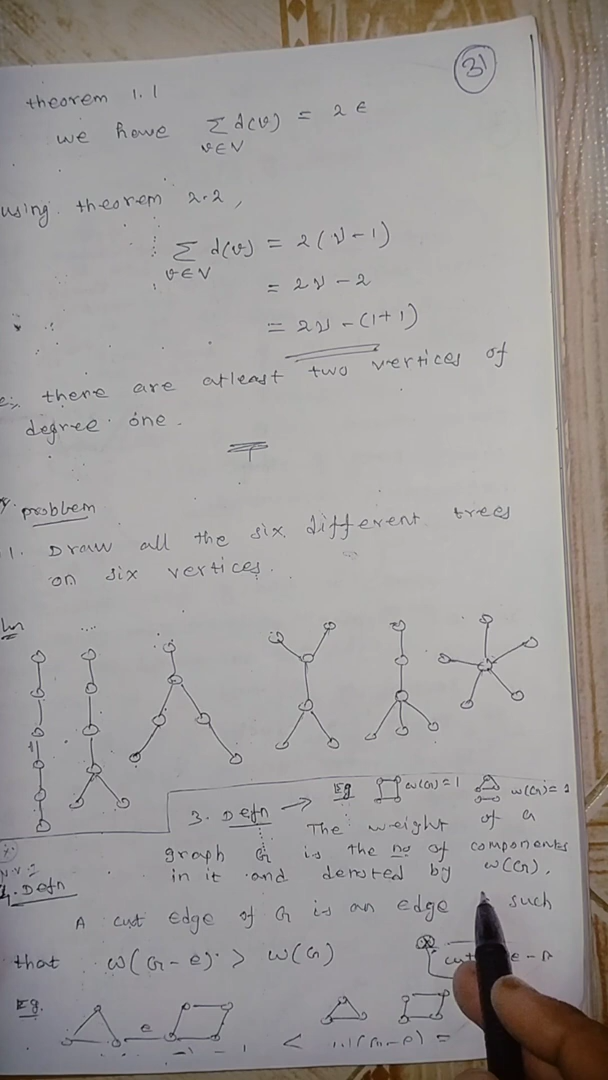 31
theorem 1.1
we have Σ d(v) = 2ε
v∈V
using theorem 2.2,
Σ d(v) = 2(ν-1)
v∈V
= 2ν-2
= 2ν-(1+1)
there are atleast two vertices of
degree one.
problem
1. Draw all the six different trees
on six vertices.
3. Defn → Eg ω(G)=1 ω(G)=2
The weight of a
graph G is the no of components
in it and denoted by ω(G).
Defn
A cut edge of G is an edge such
that ω(G-e) > ω(G)
cut
Eg.
e
<